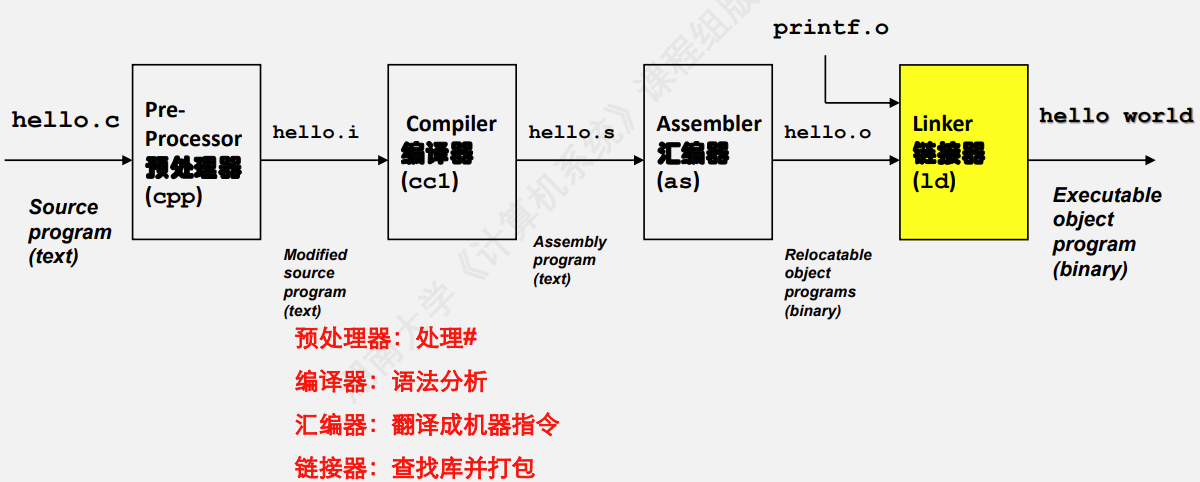 printf.o
hello.c
Pre-
Processor
预处理器
(cpp)
hello.i
Compiler
编译器
(cc1)
hello.s
Assembler
汇编器
(as)
hello.o
Linker
链接器
(ld)
hello world
Source
program
(text)
Modified
source
program
(text)
Assembly
program
(text)
Relocatable
object
programs
(binary)
Executable
object
program
(binary)
预处理器：处理#
编译器：语法分析
汇编器：翻译成机器指令
链接器：查找库并打包
湖南大学《计算机系统》课程组版